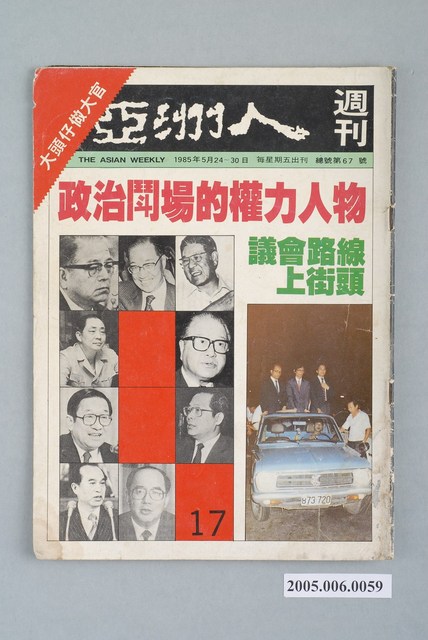 大頭仔做大官
亞洲人
週刊
THE ASIAN WEEKLY 1985年5月24－30日 每星期五出刊 總號第67號
政治鬪場的權力人物
議會路線
上街頭
17
2005.006.0059